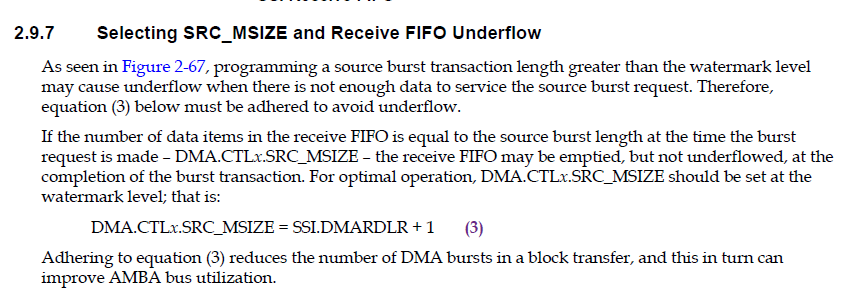 2.9.7 Selecting SRC_MSIZE and Receive FIFO Underflow
As seen in Figure 2-67, programming a source burst transaction length greater than the watermark level
may cause underflow when there is not enough data to service the source burst request. Therefore,
equation (3) below must be adhered to avoid underflow.
If the number of data items in the receive FIFO is equal to the source burst length at the time the burst
request is made – DMA.CTLx.SRC_MSIZE – the receive FIFO may be emptied, but not underflowed, at the
completion of the burst transaction. For optimal operation, DMA.CTLx.SRC_MSIZE should be set at the
watermark level; that is:
DMA.CTLx.SRC_MSIZE = SSI.DMARDLR + 1 (3)
Adhering to equation (3) reduces the number of DMA bursts in a block transfer, and this in turn can
improve AMBA bus utilization.